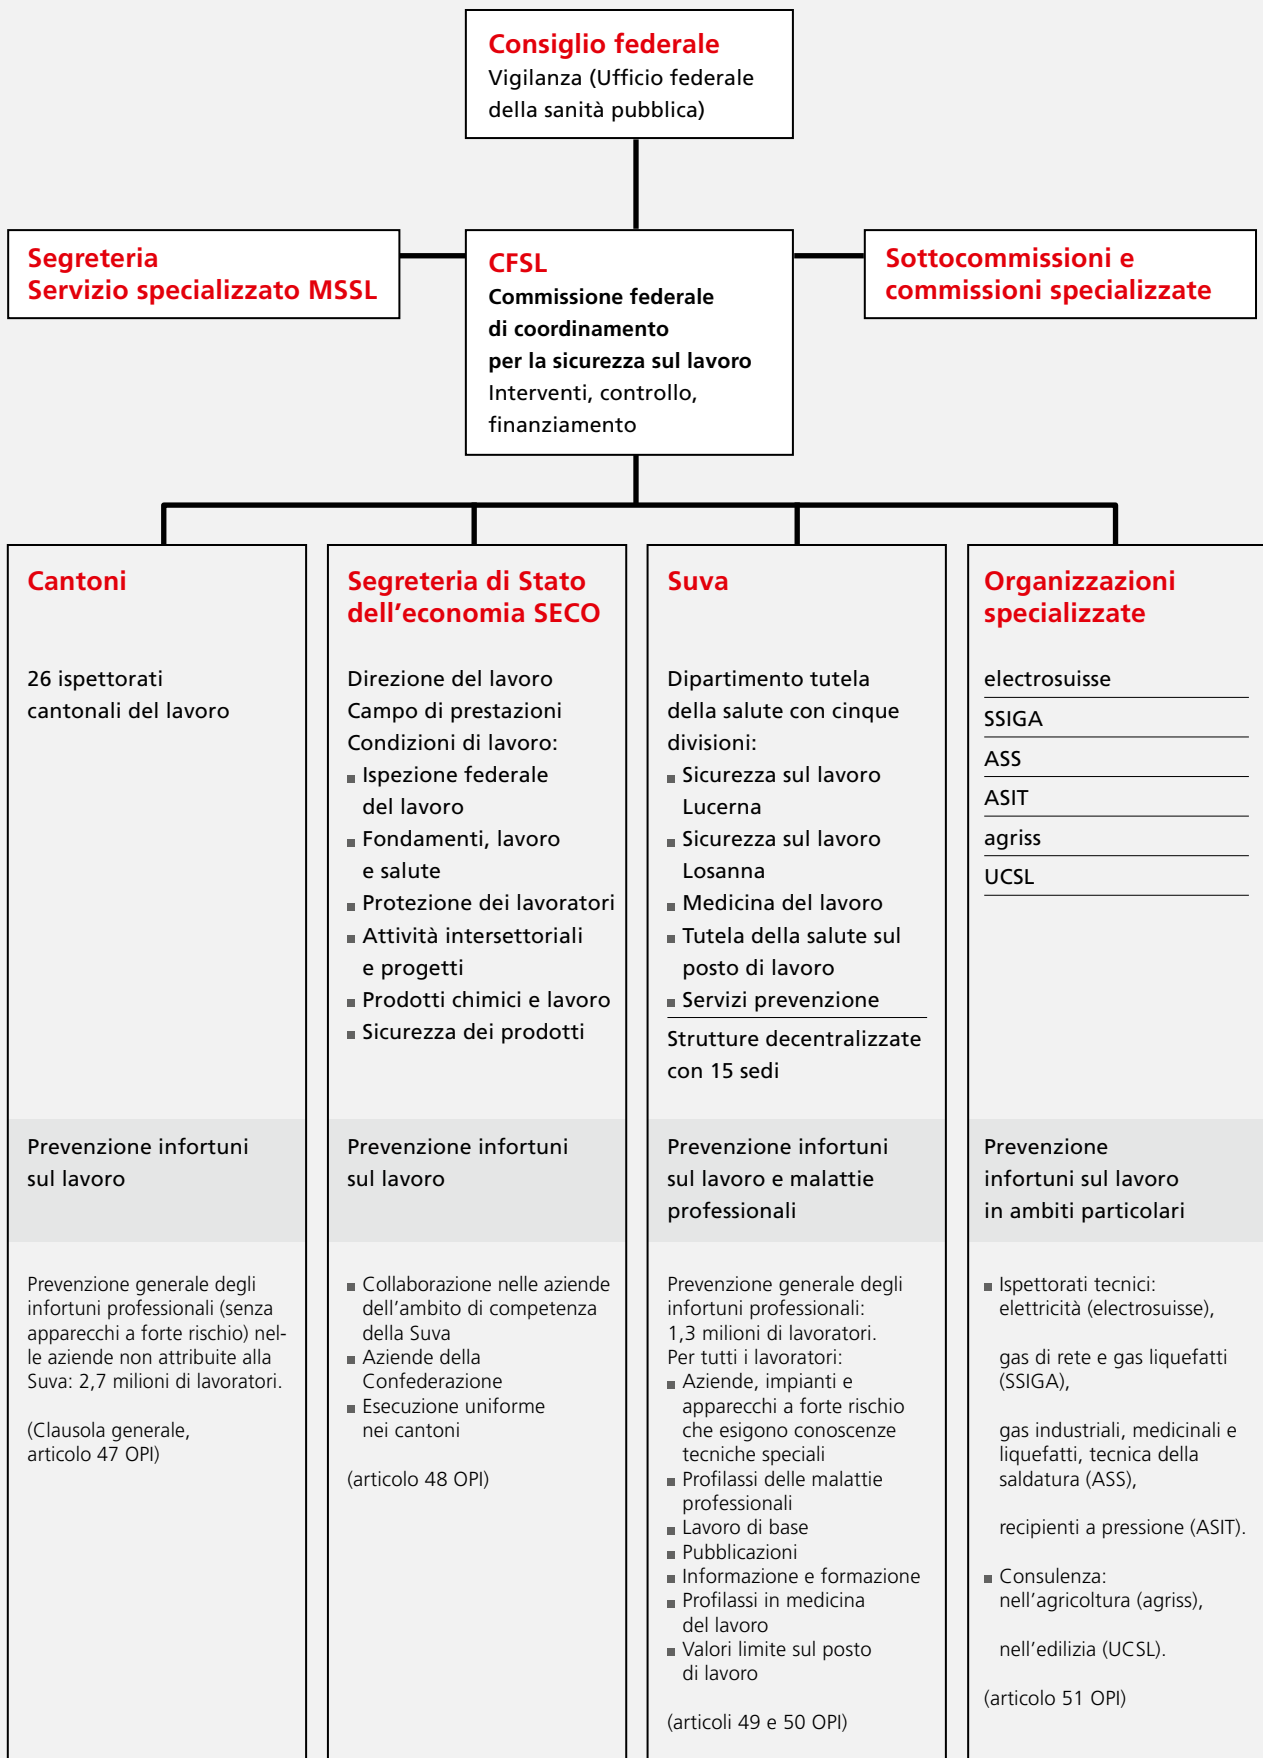 Consiglio federale
Vigilanza (Ufficio federale
della sanità pubblica)
Segreteria
Servizio specializzato MSSL
CFSL
Commissione federale
di coordinamento
per la sicurezza sul lavoro
Interventi, controllo,
finanziamento
Sottocommissioni e
commissioni specializzate
Cantoni
26 ispettorati
cantonali del lavoro
Prevenzione infortuni
sul lavoro
Prevenzione generale degli
infortuni professionali (senza
apparecchi a forte rischio) nel-
le aziende non attribuite alla
Suva: 2,7 milioni di lavoratori.
(Clausola generale,
articolo 47 OPI)
Segreteria di Stato
dell'economia SECO
Direzione del lavoro
Campo di prestazioni
Condizioni di lavoro:
■ Ispezione federale
del lavoro
■ Fondamenti, lavoro
e salute
■ Protezione dei lavoratori
■ Attività intersettoriali
e progetti
■ Prodotti chimici e lavoro
■ Sicurezza dei prodotti
Prevenzione infortuni
sul lavoro
■ Collaborazione nelle aziende
dell'ambito di competenza
della Suva
■ Aziende della
Confederazione
■ Esecuzione uniforme
nei cantoni
(articolo 48 OPI)
Suva
Dipartimento tutela
della salute con cinque
divisioni:
■ Sicurezza sul lavoro
Lucerna
■ Sicurezza sul lavoro
Losanna
■ Medicina del lavoro
■ Tutela della salute sul
posto di lavoro
■ Servizi prevenzione
Strutture decentralizzate
con 15 sedi
Prevenzione infortuni
sul lavoro e malattie
professionali
Prevenzione generale degli
infortuni professionali:
1,3 milioni di lavoratori.
Per tutti i lavoratori:
■ Aziende, impianti e
apparecchi a forte rischio
che esigono conoscenze
tecniche speciali
■ Profilassi delle malattie
professionali
■ Lavoro di base
■ Pubblicazioni
■ Informazione e formazione
■ Profilassi in medicina
del lavoro
■ Valori limite sul posto
di lavoro
(articoli 49 e 50 OPI)
Organizzazioni
specializzate
electrosuisse
SSIGA
ASS
ASIT
agriss
UCSL
Prevenzione
infortuni sul lavoro
in ambiti particolari
■ Ispettorati tecnici:
elettricità (electrosuisse),
gas di rete e gas liquefatti
(SSIGA),
gas industriali, medicinali e
liquefatti, tecnica della
saldatura (ASS),
recipienti a pressione (ASIT).
■ Consulenza:
nell'agricoltura (agriss),
nell'edilizia (UCSL).
(articolo 51 OPI)